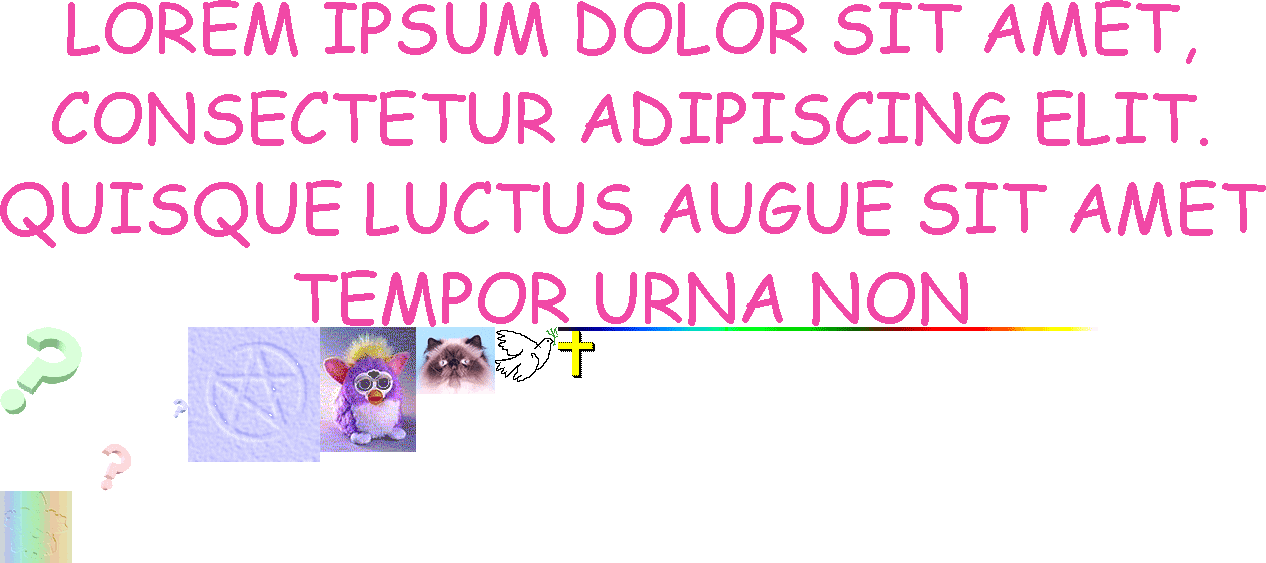 LOREM IPSUM DOLOR SIT AMET,
CONSECTETUR ADIPISCING ELIT.
QUISQUE LUCTUS AUGUE SIT AMET
TEMPOR URNA NON
? ?
?